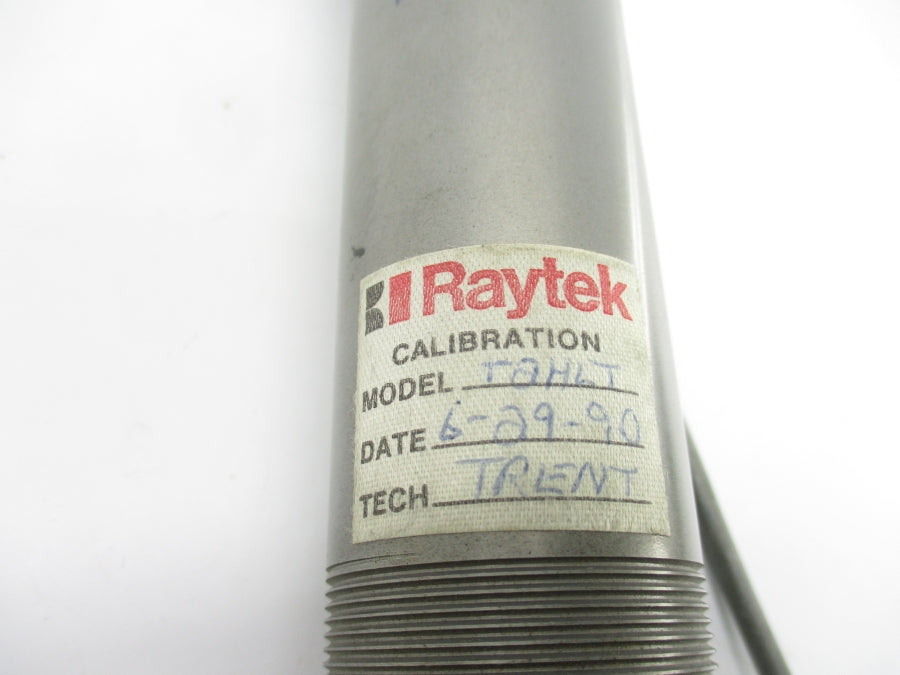 Raytek
CALIBRATION
MODEL T2HLT
DATE 6-29-90
TECH TRENT